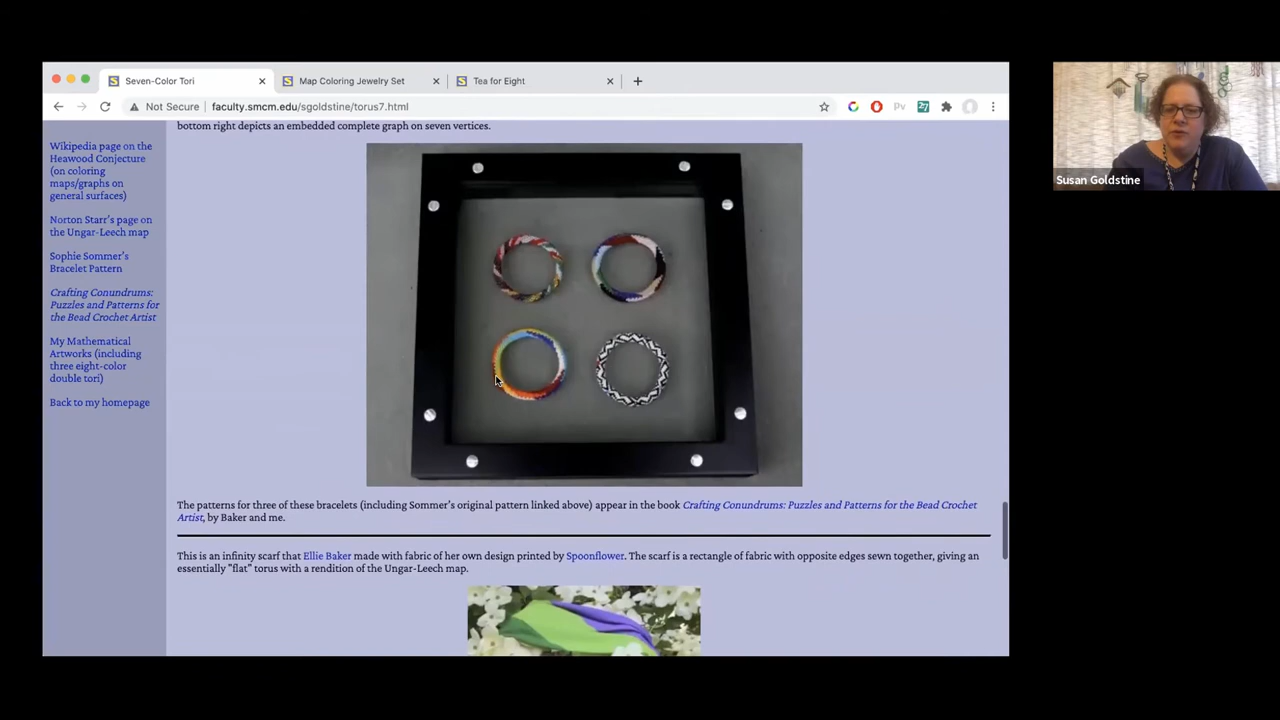 Seven-Color Tori
Map Coloring Jewelry Set
Tea for Eight
Not Secure
faculty.smcm.edu/sgoldstine/torus7.html
27
Pv
Wikipedia page on the
Heawood Conjecture
(on coloring
maps/graphs on
general surfaces)
Norton Starr's page on
the Ungar-Leech map
Sophie Sommer's
Bracelet Pattern
Crafting Conundrums:
Puzzles and Patterns for
the Bead Crochet Artist
My Mathematical
Artworks (including
three eight-color
double tori)
Back to my homepage
bottom right depicts an embedded complete graph on seven vertices.
The patterns for three of these bracelets (including Sommer's original pattern linked above) appear in the book Crafting Conundrums: Puzzles and Patterns for the Bead Crochet
Artist, by Baker and me.
This is an infinity scarf that Ellie Baker made with fabric of her own design printed by Spoonflower. The scarf is a rectangle of fabric with opposite edges sewn together, giving an
essentially "flat" torus with a rendition of the Ungar-Leech map.
Susan Goldstine